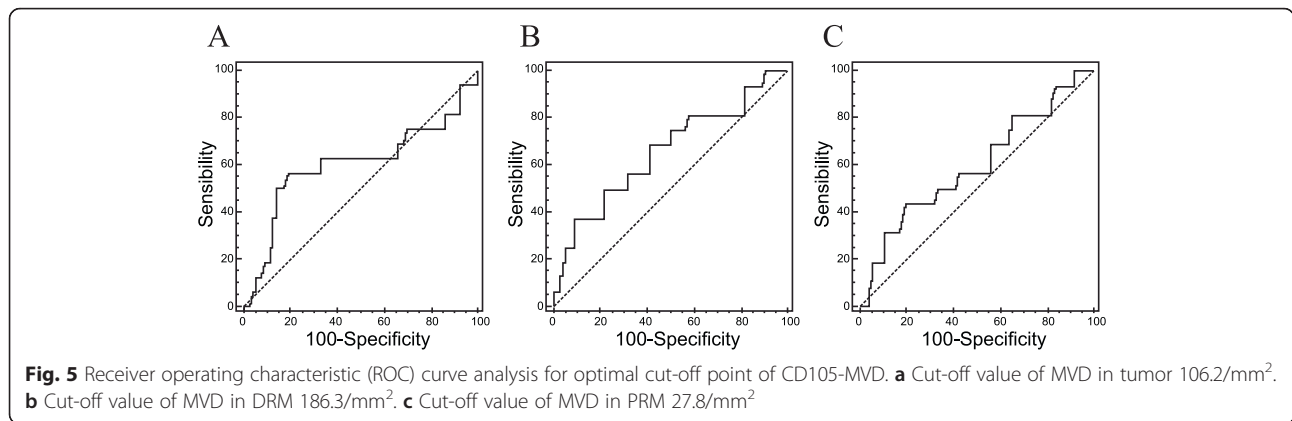 A
B
C
100
80
60
40
20
0
Sensibility
0 20 40 60 80 100
100-Specificity
100
80
60
40
20
0
Sensibility
0 20 40 60 80 100
100-Specificity
100
80
60
40
20
0
Sensibility
0 20 40 60 80 100
100-Specificity
Fig. 5 Receiver operating characteristic (ROC) curve analysis for optimal cut-off point of CD105-MVD. a Cut-off value of MVD in tumor 106.2/mm².
b Cut-off value of MVD in DRM 186.3/mm². c Cut-off value of MVD in PRM 27.8/mm²